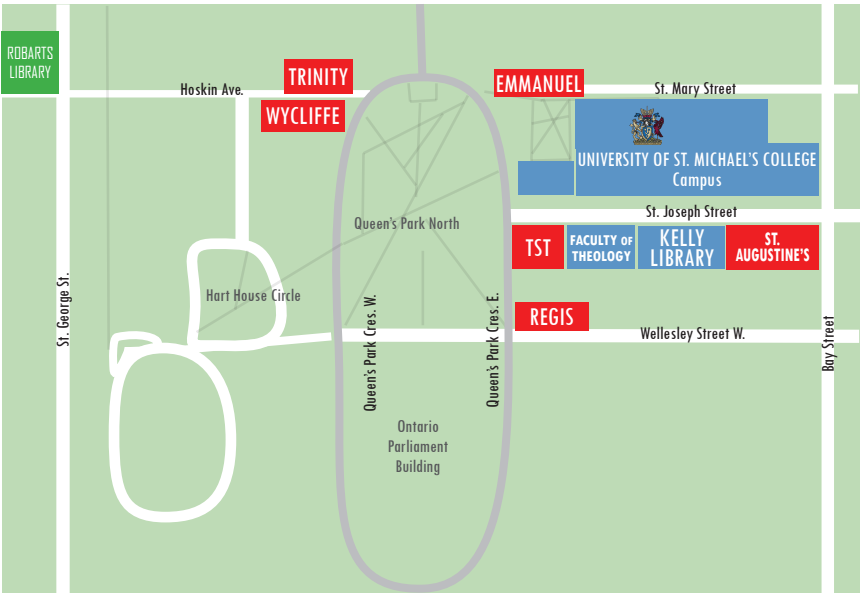 ROBARTS
LIBRARY
TRINITY
Hoskin Ave.
WYCLIFFE
EMMANUEL
St. Mary Street
UNIVERSITY OF ST. MICHAEL'S COLLEGE
Campus
St. Joseph Street
Queen's Park North
TST
FACULTY OF
THEOLOGY
KELLY
LIBRARY
ST.
AUGUSTINE'S
Hart House Circle
St. George St.
Queen's Park Cres. W.
Queen's Park Cres. E.
REGIS
Wellesley Street W.
Bay Street
Ontario
Parliament
Building